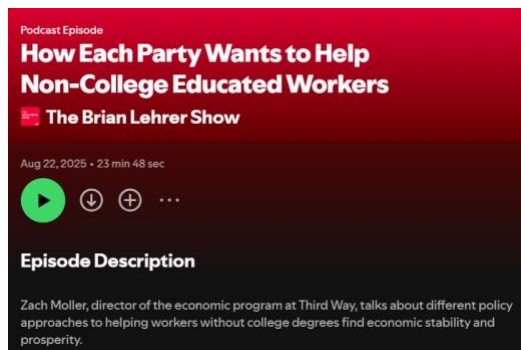 Podcast Episode
How Each Party Wants to Help
Non-College Educated Workers
The Brian Lehrer Show
Aug 22, 2025 • 23 min 48 sec
Episode Description
Zach Moller, director of the economic program at Third Way, talks about different policy
approaches to helping workers without college degrees find economic stability and
prosperity.